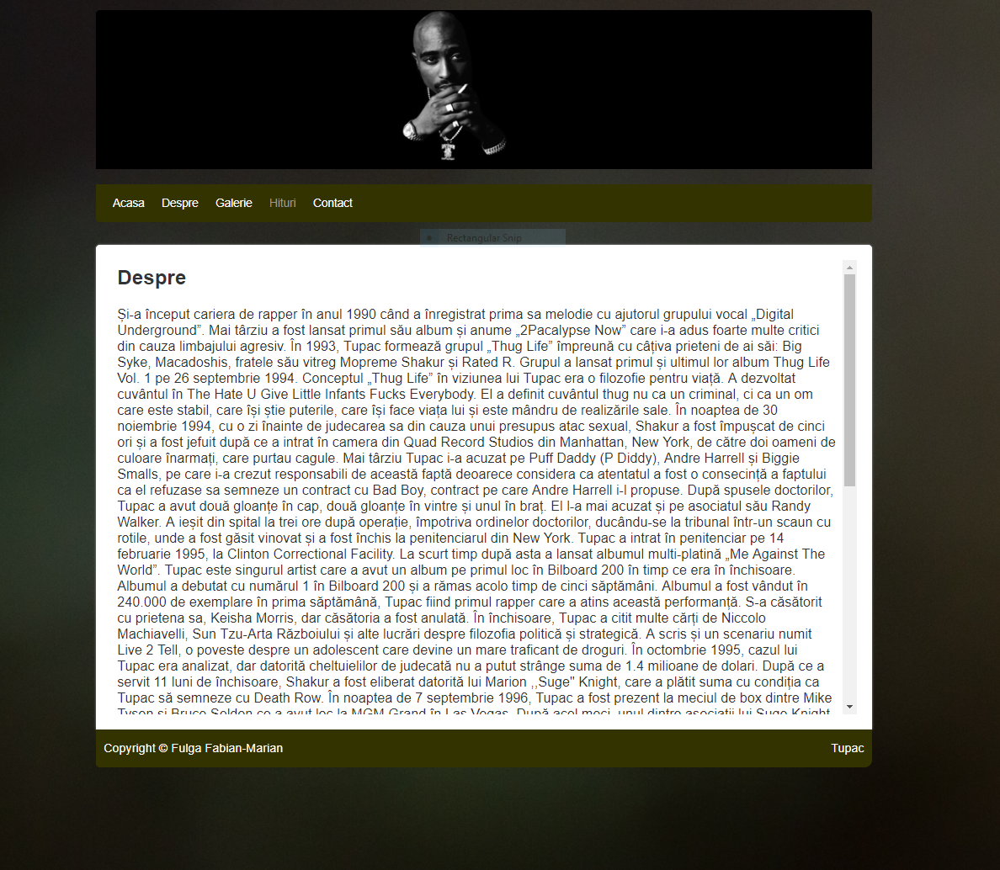 Acasa Despre Galerie Hituri Contact
Rectangular Snip
Despre
Și-a început cariera de rapper în anul 1990 când a înregistrat prima sa melodie cu ajutorul grupului vocal „Digital
Underground”. Mai târziu a fost lansat primul său album și anume „2Pacalypse Now” care i-a adus foarte multe critici
din cauza limbajului agresiv. În 1993, Tupac formează grupul „Thug Life” împreună cu câțiva prieteni de ai săi: Big
Syke, Macadoshis, fratele său vitreg Mopreme Shakur și Rated R. Grupul a lansat primul și ultimul lor album Thug Life
Vol. 1 pe 26 septembrie 1994. Conceptul „Thug Life” în viziunea lui Tupac era o filozofie pentru viață. A dezvoltat
cuvântul în The Hate U Give Little Infants Fucks Everybody. El a definit cuvântul thug nu ca un criminal, ci ca un om
care este stabil, care își știe puterile, care își face viața lui și este mândru de realizările sale. În noaptea de 30
noiembrie 1994, cu o zi înainte de judecarea sa din cauza unui presupus atac sexual, Shakur a fost împușcat de cinci
ori și a fost jefuit după ce a intrat în camera din Quad Record Studios din Manhattan, New York, de către doi oameni de
culoare înarmați, care purtau cagule. Mai târziu Tupac i-a acuzat pe Puff Daddy (P Diddy), Andre Harrell și Biggie
Smalls, pe care i-a crezut responsabili de această faptă deoarece considera ca atentatul a fost o consecință a faptului
ca el refuzase sa semneze un contract cu Bad Boy, contract pe care Andre Harrell i-l propuse. După spusele doctorilor,
Tupac a avut două gloanțe în cap, două gloanțe în vintre și unul în braț. El l-a mai acuzat și pe asociatul său Randy
Walker. A ieșit din spital la trei ore după operație, împotriva ordinelor doctorilor, ducându-se la tribunal într-un scaun cu
rotile, unde a fost găsit vinovat și a fost închis la penitenciarul din New York. Tupac a intrat în penitenciar pe 14
februarie 1995, la Clinton Correctional Facility. La scurt timp după asta a lansat albumul multi-platină „Me Against The
World”. Tupac este singurul artist care a avut un album pe primul loc în Bilboard 200 în timp ce era în închisoare.
Albumul a debutat cu numărul 1 în Bilboard 200 și a rămas acolo timp de cinci săptămâni. Albumul a fost vândut în
240.000 de exemplare în prima săptămână, Tupac fiind primul rapper care a atins această performanță. S-a căsătorit
cu prietena sa, Keisha Morris, dar căsătoria a fost anulată. În închisoare, Tupac a citit multe cărți de Niccolo
Machiavelli, Sun Tzu-Arta Războiului și alte lucrări despre filozofia politică și strategică. A scris și un scenariu numit
Live 2 Tell, o poveste despre un adolescent care devine un mare traficant de droguri. În octombrie 1995, cazul lui
Tupac era analizat, dar datorită cheltuielilor de judecată nu a putut strânge suma de 1.4 milioane de dolari. După ce a
servit 11 luni de închisoare, Shakur a fost eliberat datorită lui Marion ,,Suge" Knight, care a plătit suma cu condiția ca
Tupac să semneze cu Death Row. În noaptea de 7 septembrie 1996, Tupac a fost prezent la meciul de box dintre Mike
Tyson și Bruce Seldon ce a avut loc la MGM Grand în Las Vegas. După acel meci, unul dintre asociații lui Suge Knight
Copyright © Fulga Fabian-Marian
Tupac